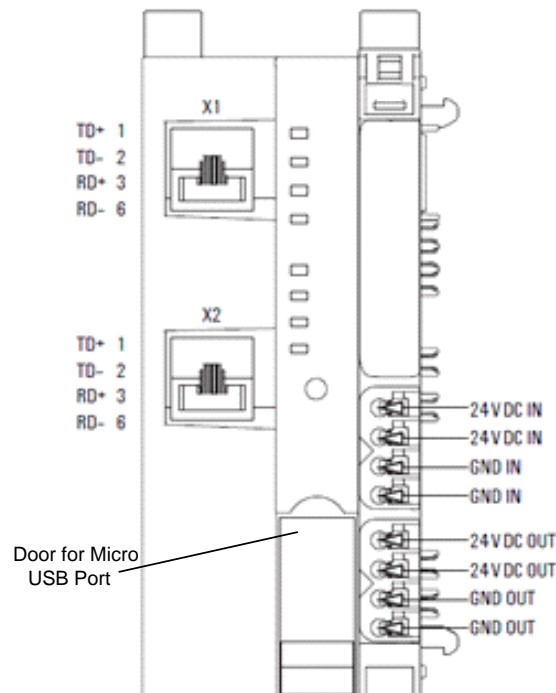 X1
TD+ 1
TD- 2
RD+ 3
RD- 6
X2
TD+ 1
TD- 2
RD+ 3
RD- 6
24V DC IN
24V DC IN
GND IN
GND IN
24V DC OUT
24V DC OUT
GND OUT
GND OUT
Door for Micro
USB Port